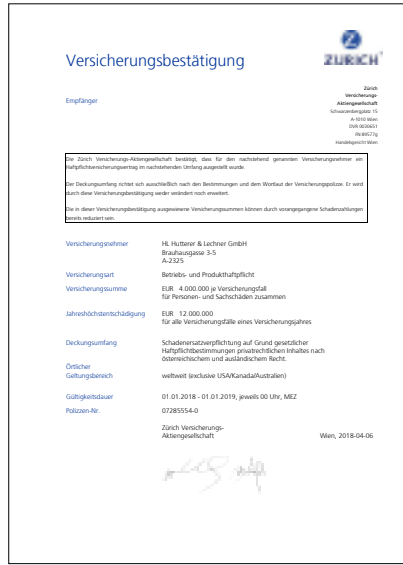 Versicherungsbestätigung
ZURICH
Empfänger
Zürich
Versicherungs-
Aktiengesellschaft
Schwarzenbergplatz 15
A-1010 Wien
DVR 0030651
FN 89577g
Handelsgericht Wien
Die Zürich Versicherungs-Aktiengesellschaft bestätigt, dass für den nachstehend genannten Versicherungsnehmer ein
Haftpflichtversicherungsvertrag im nachstehenden Umfang ausgestellt wurde.
Der Deckungsumfang richtet sich ausschließlich nach den Bestimmungen und dem Wortlaut der Versicherungspolizze. Er wird
durch diese Versicherungsbestätigung weder verändert noch erweitert.
Die in dieser Versicherungsbestätigung ausgewiesene Versicherungssummen können durch vorangegangene Schadenzahlungen
bereits reduziert sein.
Versicherungsnehmer HL Hutterer & Lechner GmbH
Brauhausgasse 3-5
A-2325
Versicherungsart Betriebs- und Produkthaftpflicht
Versicherungssumme EUR 4.000.000 je Versicherungsfall
für Personen- und Sachschäden zusammen
Jahreshöchstentschädigung EUR 12.000.000
für alle Versicherungsfälle eines Versicherungsjahres
Deckungsumfang Schadenersatzverpflichtung auf Grund gesetzlicher
Haftpflichtbestimmungen privatrechtlichen Inhaltes nach
österreichischem und ausländischem Recht.
Örtlicher
Geltungsbereich weltweit (exclusive USA/Kanada/Australien)
Gültigkeitsdauer 01.01.2018 - 01.01.2019, jeweils 00 Uhr, MEZ
Polizzen-Nr. 07285554-0
Zürich Versicherungs-
Aktiengesellschaft Wien, 2018-04-06